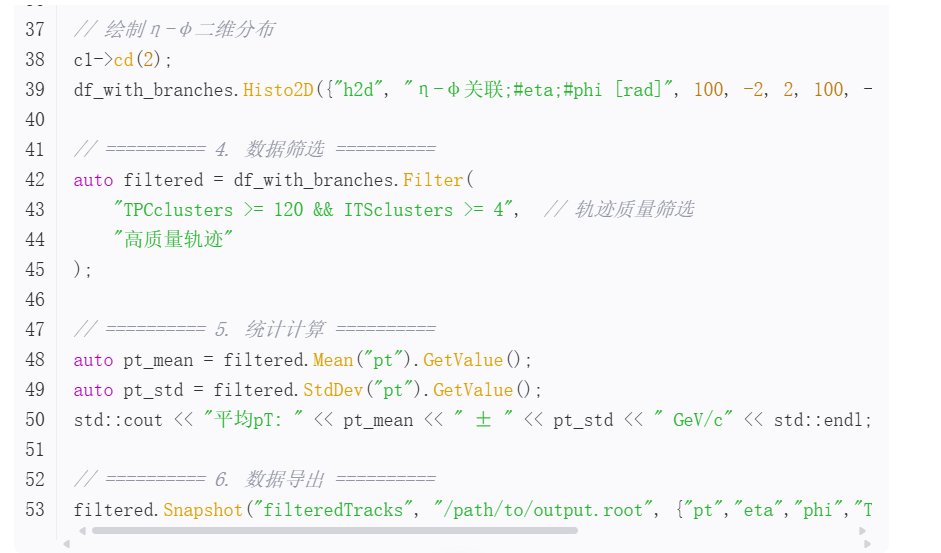 37 // 绘制η-φ二维分布
38 c1->cd(2);
39 df_with_branches.Histo2D({"h2d", "η-φ关联;#eta;#phi [rad]", 100, -2, 2, 100, -
40
41 // ========== 4. 数据筛选 ==========
42 auto filtered = df_with_branches.Filter(
43 "TPCclusters >= 120 && ITSclusters >= 4", // 轨迹质量筛选
44 "高质量轨迹"
45 );
46
47 // ========== 5. 统计计算 ==========
48 auto pt_mean = filtered.Mean("pt").GetValue();
49 auto pt_std = filtered.StdDev("pt").GetValue();
50 std::cout << "平均pT: " << pt_mean << " ± " << pt_std << " GeV/c" << std::endl;
51
52 // ========== 6. 数据导出 ==========
53 filtered.Snapshot("filteredTracks", "/path/to/output.root", {"pt","eta","phi","T